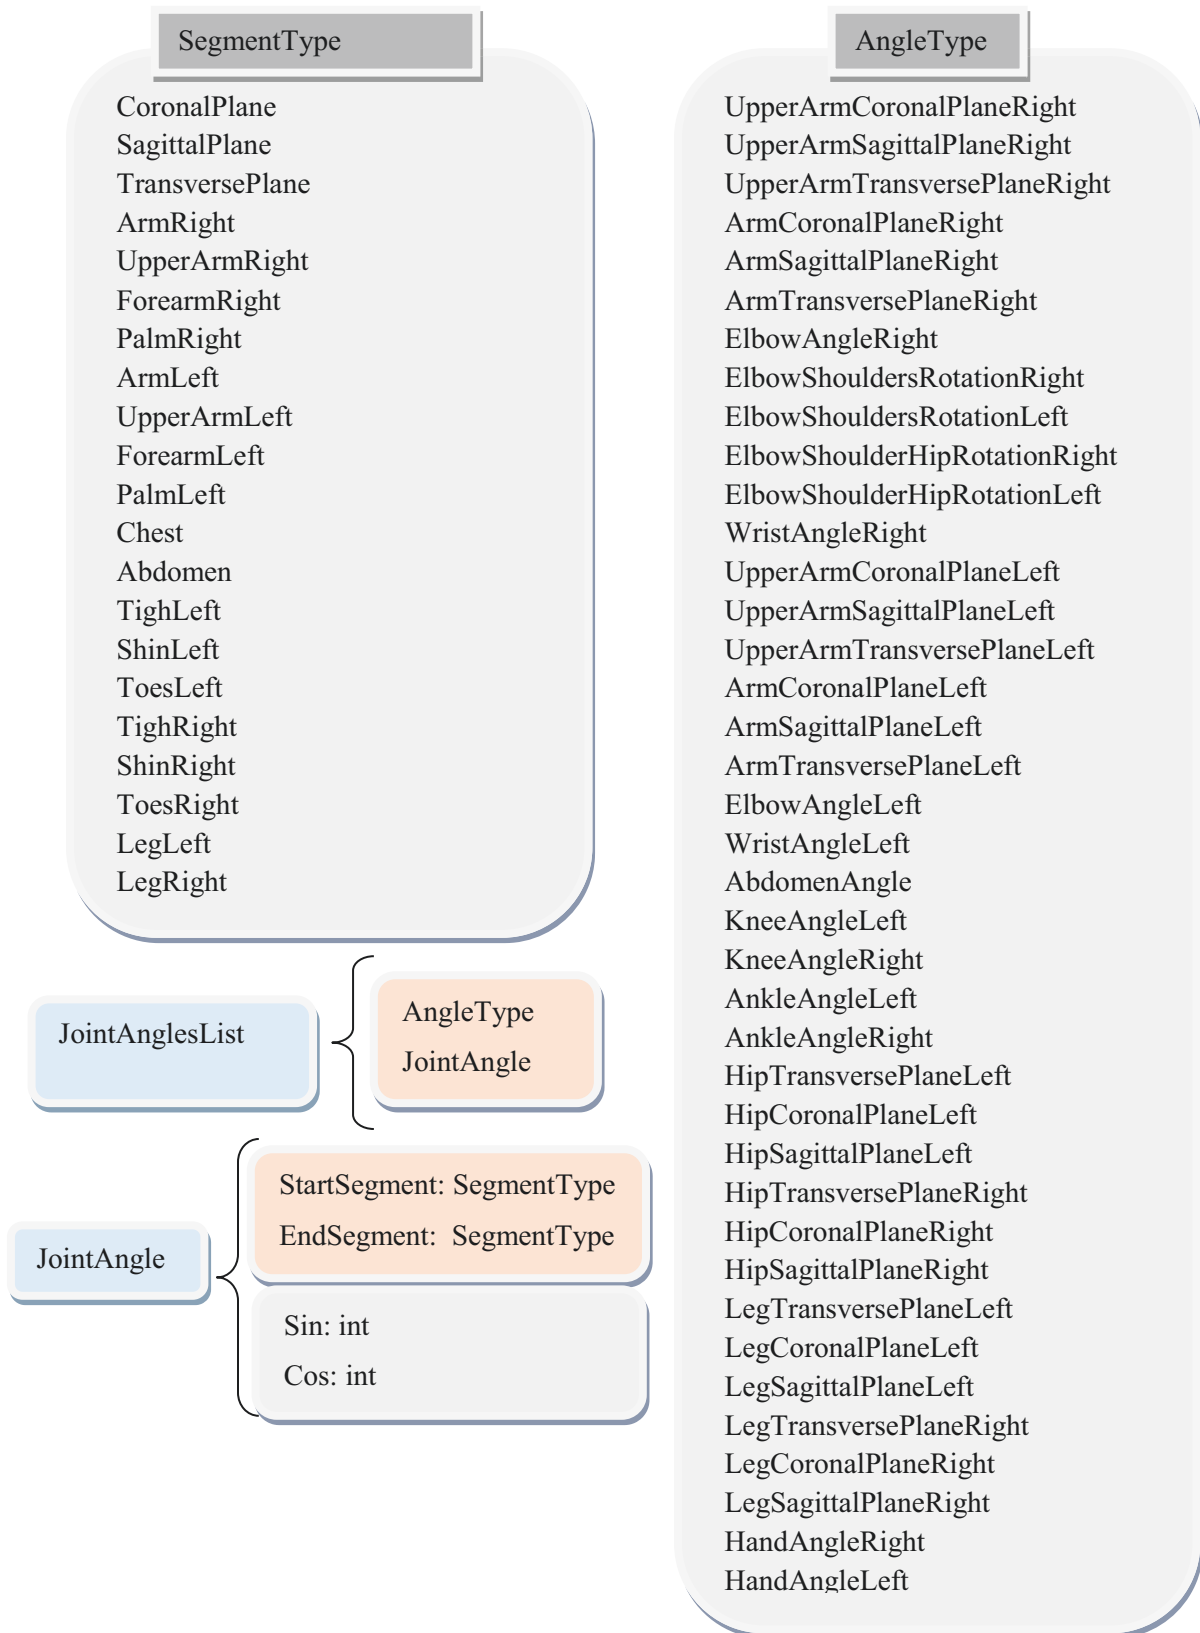 SegmentType
CoronalPlane
SagittalPlane
TransversePlane
ArmRight
UpperArmRight
ForearmRight
PalmRight
ArmLeft
UpperArmLeft
ForearmLeft
PalmLeft
Chest
Abdomen
TighLeft
ShinLeft
ToesLeft
TighRight
ShinRight
ToesRight
LegLeft
LegRight
JointAnglesList
AngleType
JointAngle
JointAngle
StartSegment: SegmentType
EndSegment: SegmentType
Sin: int
Cos: int
AngleType
UpperArmCoronalPlaneRight
UpperArmSagittalPlaneRight
UpperArmTransversePlaneRight
ArmCoronalPlaneRight
ArmSagittalPlaneRight
ArmTransversePlaneRight
ElbowAngleRight
ElbowShouldersRotationRight
ElbowShouldersRotationLeft
ElbowShoulderHipRotationRight
ElbowShoulderHipRotationLeft
WristAngleRight
UpperArmCoronalPlaneLeft
UpperArmSagittalPlaneLeft
UpperArmTransversePlaneLeft
ArmCoronalPlaneLeft
ArmSagittalPlaneLeft
ArmTransversePlaneLeft
ElbowAngleLeft
WristAngleLeft
AbdomenAngle
KneeAngleLeft
KneeAngleRight
AnkleAngleLeft
AnkleAngleRight
HipTransversePlaneLeft
HipCoronalPlaneLeft
HipSagittalPlaneLeft
HipTransversePlaneRight
HipCoronalPlaneRight
HipSagittalPlaneRight
LegTransversePlaneLeft
LegCoronalPlaneLeft
LegSagittalPlaneLeft
LegTransversePlaneRight
LegCoronalPlaneRight
LegSagittalPlaneRight
HandAngleRight
HandAngleLeft